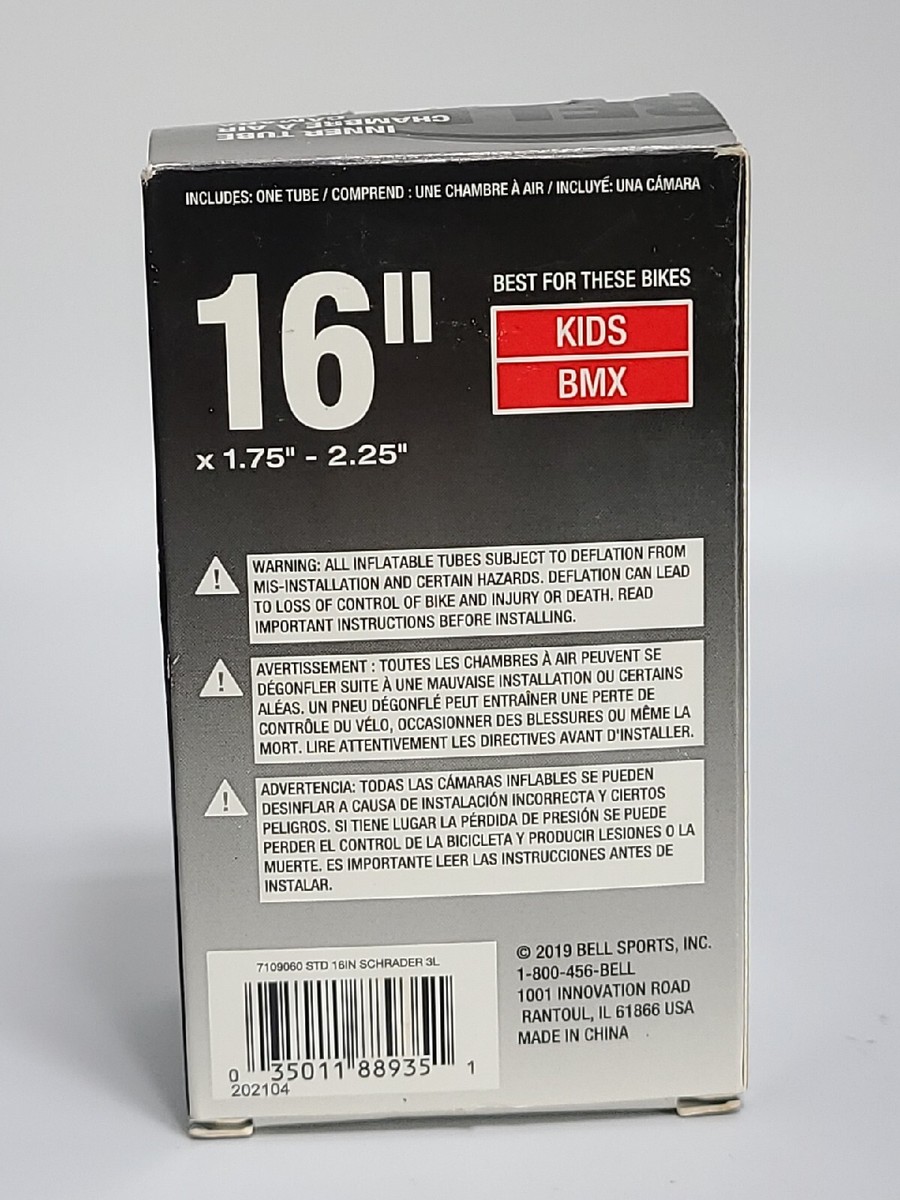 BELL
INNER TUBE
CHAMBRE À AIR
INCLUDES: ONE TUBE / COMPREND : UNE CHAMBRE À AIR / INCLUYE: UNA CÁMARA
16"
x 1.75" - 2.25"
BEST FOR THESE BIKES
KIDS
BMX
WARNING: ALL INFLATABLE TUBES SUBJECT TO DEFLATION FROM
MIS-INSTALLATION AND CERTAIN HAZARDS. DEFLATION CAN LEAD
TO LOSS OF CONTROL OF BIKE AND INJURY OR DEATH. READ
IMPORTANT INSTRUCTIONS BEFORE INSTALLING.
AVERTISSEMENT : TOUTES LES CHAMBRES À AIR PEUVENT SE
DÉGONFLER SUITE À UNE MAUVAISE INSTALLATION OU CERTAINS
ALÉAS. UN PNEU DÉGONFLÉ PEUT ENTRAÎNER UNE PERTE DE
CONTRÔLE DU VÉLO, OCCASIONNER DES BLESSURES OU MÊME LA
MORT. LIRE ATTENTIVEMENT LES DIRECTIVES AVANT D'INSTALLER.
ADVERTENCIA: TODAS LAS CÁMARAS INFLABLES SE PUEDEN
DESINFLAR A CAUSA DE INSTALACIÓN INCORRECTA Y CIERTOS
PELIGROS. SI TIENE LUGAR LA PÉRDIDA DE PRESIÓN SE PUEDE
PERDER EL CONTROL DE LA BICICLETA Y PRODUCIR LESIONES O LA
MUERTE. ES IMPORTANTE LEER LAS INSTRUCCIONES ANTES DE
INSTALAR.
7109060 STD 16IN SCHRADER 3L
0 35011 88935 1
202104
© 2019 BELL SPORTS, INC.
1-800-456-BELL
1001 INNOVATION ROAD
RANTOUL, IL 61866 USA
MADE IN CHINA